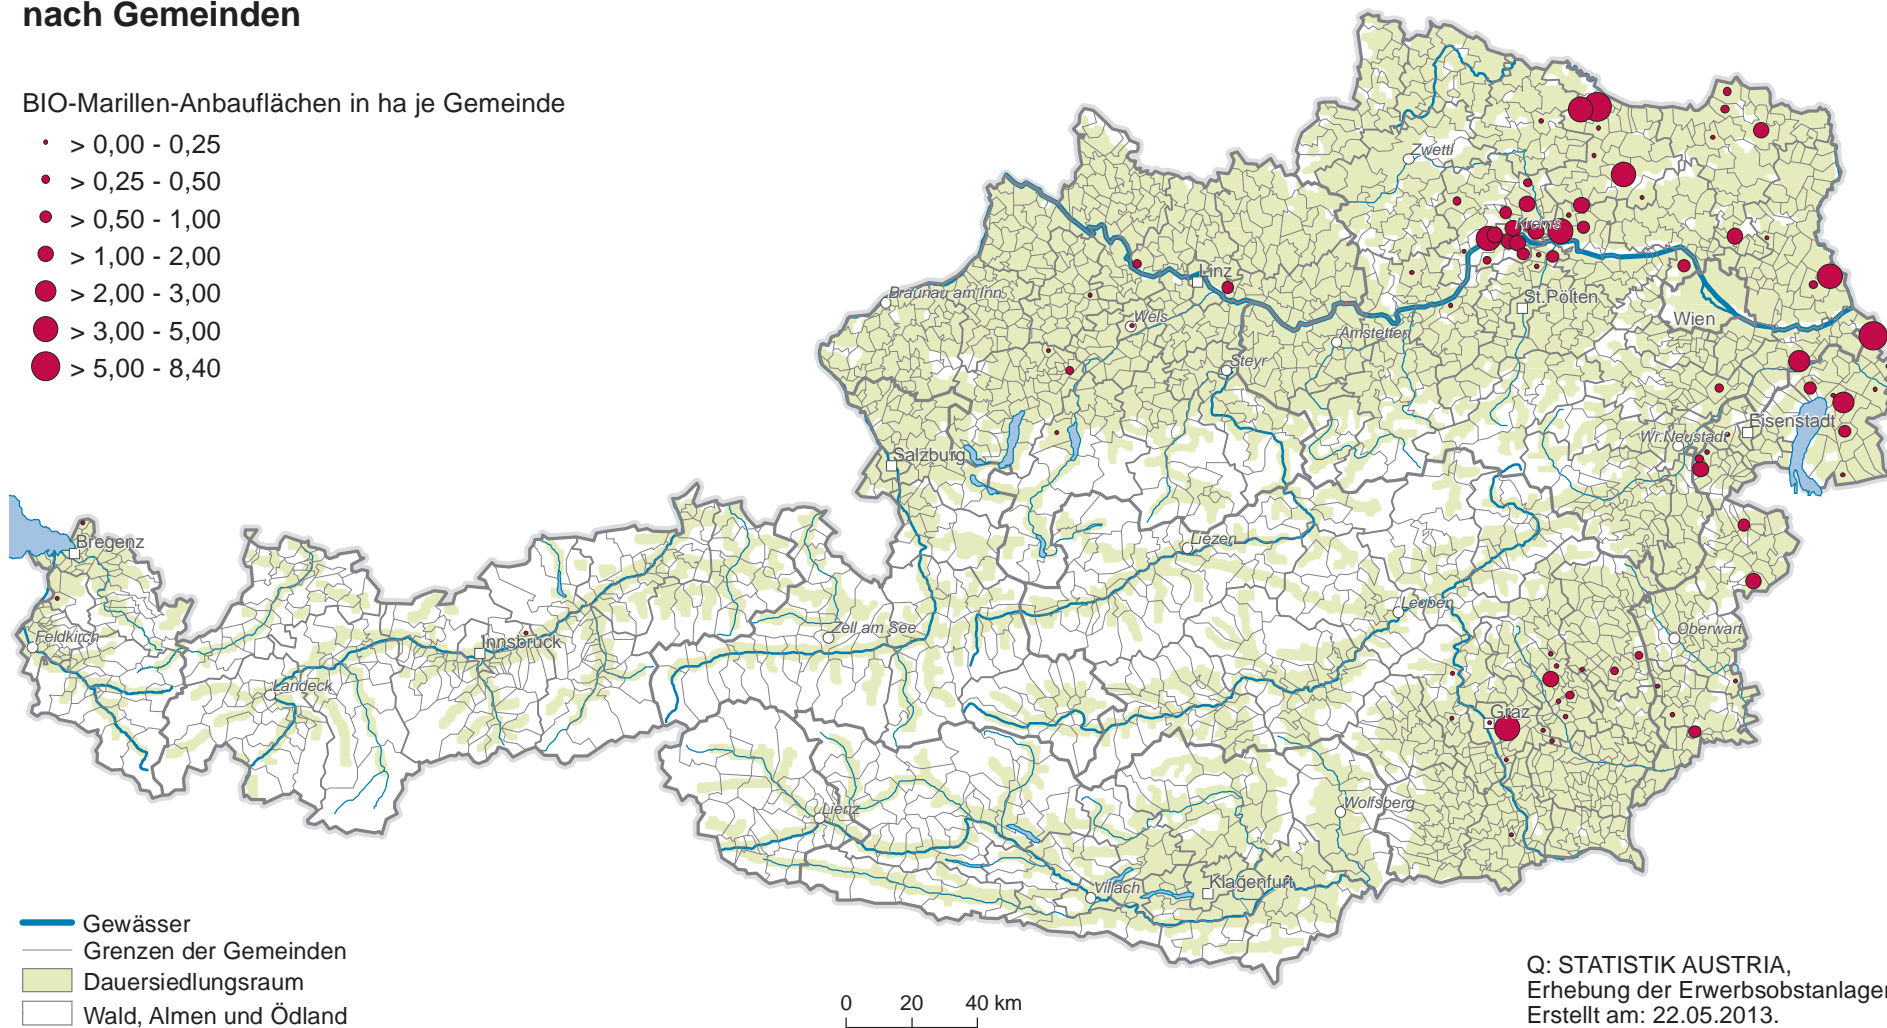 nach Gemeinden
BIO-Marillen-Anbauflächen in ha je Gemeinde
> 0,00 - 0,25
> 0,25 - 0,50
> 0,50 - 1,00
> 1,00 - 2,00
> 2,00 - 3,00
> 3,00 - 5,00
> 5,00 - 8,40
Zwettl
Krems
Linz
Braunau am Inn
St.Pölten
Wels
Wien
Amstetten
Steyr
Eisenstadt
Wr.Neustadt
Salzburg
Bregenz
Liezen
Leoben
Zell am See
Oberwart
Feldkirch
Innsbruck
Landeck
Graz
Lienz
Wolfsberg
Villach
Klagenfurt
Gewässer
Grenzen der Gemeinden
Dauersiedlungsraum
Wald, Almen und Ödland
0 20 40 km
Q: STATISTIK AUSTRIA,
Erhebung der Erwerbsobstanlagen
Erstellt am: 22.05.2013.